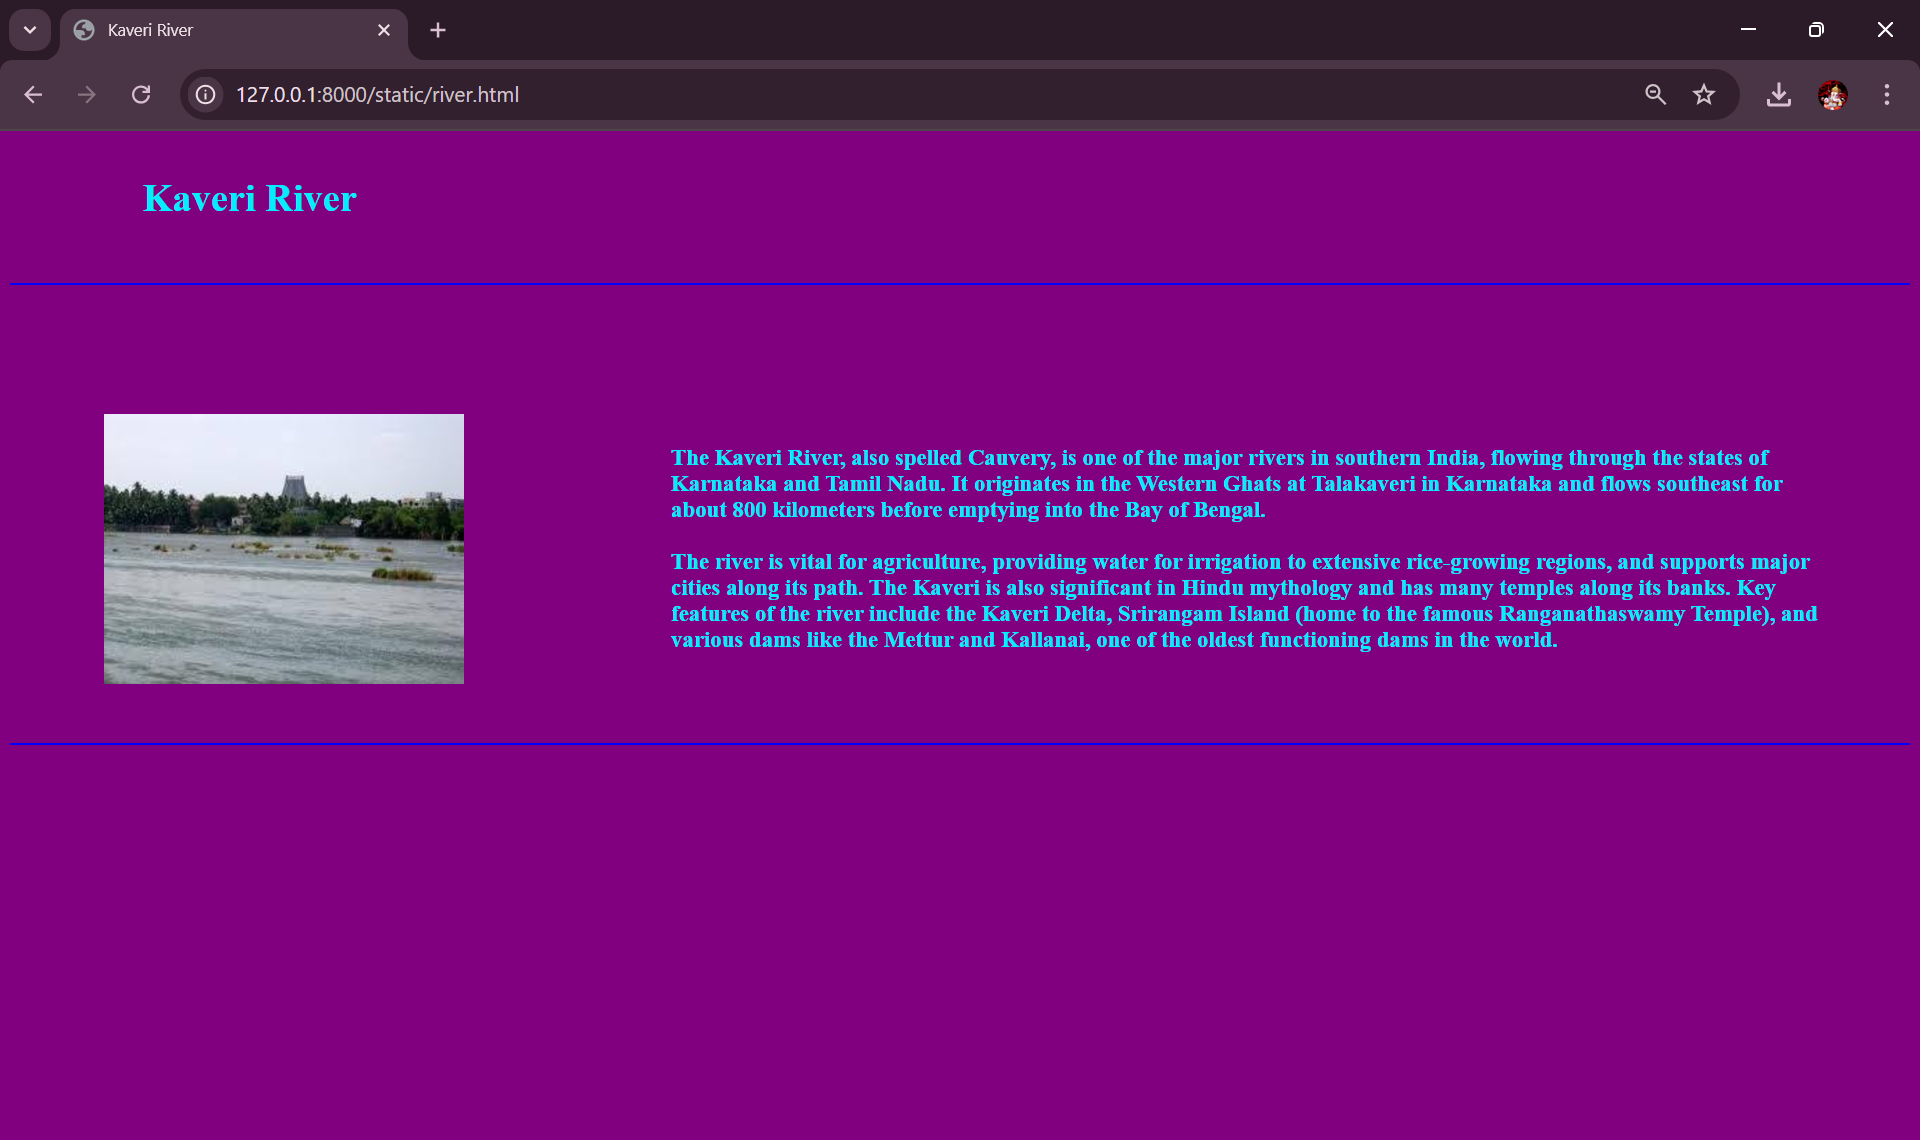 Kaveri River
127.0.0.1:8000/static/river.html
Kaveri River
The Kaveri River, also spelled Cauvery, is one of the major rivers in southern India, flowing through the states of
Karnataka and Tamil Nadu. It originates in the Western Ghats at Talakaveri in Karnataka and flows southeast for
about 800 kilometers before emptying into the Bay of Bengal.
The river is vital for agriculture, providing water for irrigation to extensive rice-growing regions, and supports major
cities along its path. The Kaveri is also significant in Hindu mythology and has many temples along its banks. Key
features of the river include the Kaveri Delta, Srirangam Island (home to the famous Ranganathaswamy Temple), and
various dams like the Mettur and Kallanai, one of the oldest functioning dams in the world.